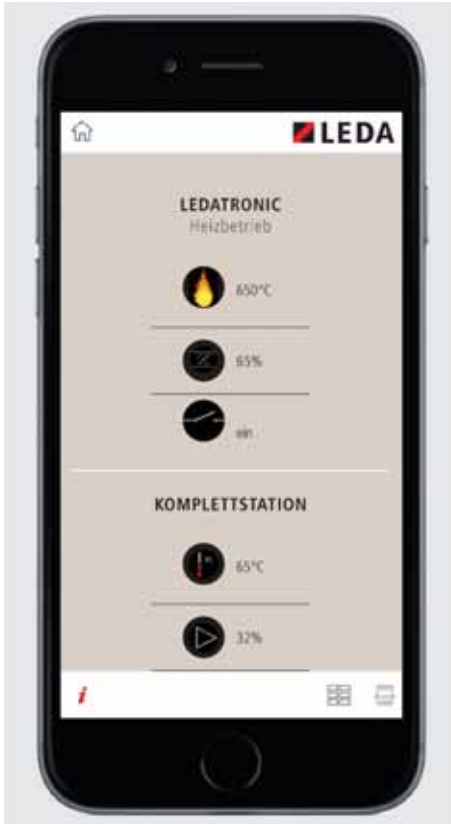 LEDA
LEDATRONIC
Heizbetrieb
650°C
65%
ein
KOMPLETTSTATION
65°C
32%
i